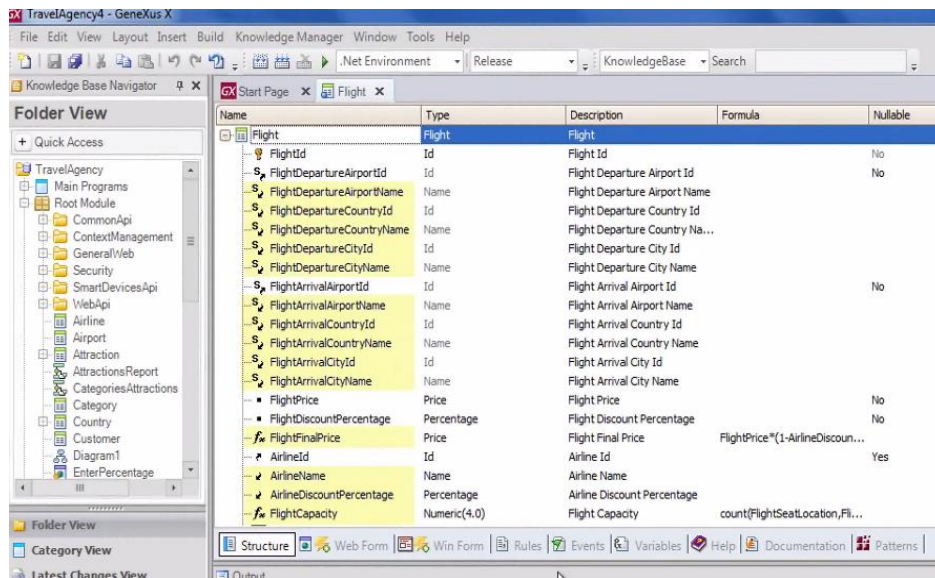 TravelAgency4 - GeneXus X
File Edit View Layout Insert Build Knowledge Manager Window Tools Help
.Net Environment Release KnowledgeBase Search
Knowledge Base Navigator
Start Page Flight
Folder View
Name Type Description Formula Nullable
Flight Flight Flight
Quick Access
FlightId Id Flight Id No
TravelAgency
FlightDepartureAirportId Id Flight Departure Airport Id No
Main Programs
FlightDepartureAirportName Name Flight Departure Airport Name
Root Module
FlightDepartureCountryId Id Flight Departure Country Id
CommonApi
FlightDepartureCountryName Name Flight Departure Country Na...
ContextManagement
FlightDepartureCityId Id Flight Departure City Id
GeneralWeb
FlightDepartureCityName Name Flight Departure City Name
Security
FlightArrivalAirportId Id Flight Arrival Airport Id No
SmartDevicesApi
FlightArrivalAirportName Name Flight Arrival Airport Name
WebApi
FlightArrivalCountryId Id Flight Arrival Country Id
Airline
FlightArrivalCountryName Name Flight Arrival Country Name
Airport
FlightArrivalCityId Id Flight Arrival City Id
Attraction
FlightArrivalCityName Name Flight Arrival City Name
AttractionsReport
FlightPrice Price Flight Price No
CategoriesAttractions
FlightDiscountPercentage Percentage Flight Discount Percentage No
Category
FlightFinalPrice Price Flight Final Price FlightPrice*(1-AirlineDiscoun...
Country
Customer
AirlineId Id Airline Id Yes
Diagram1
AirlineName Name Airline Name
EnterPercentage
AirlineDiscountPercentage Percentage Airline Discount Percentage
FlightCapacity Numeric(4.0) Flight Capacity count(FlightSeatLocation,Fli...
Folder View
Structure Web Form Win Form Rules Events Variables Help Documentation Patterns
Category View
Latest Changes View
Output